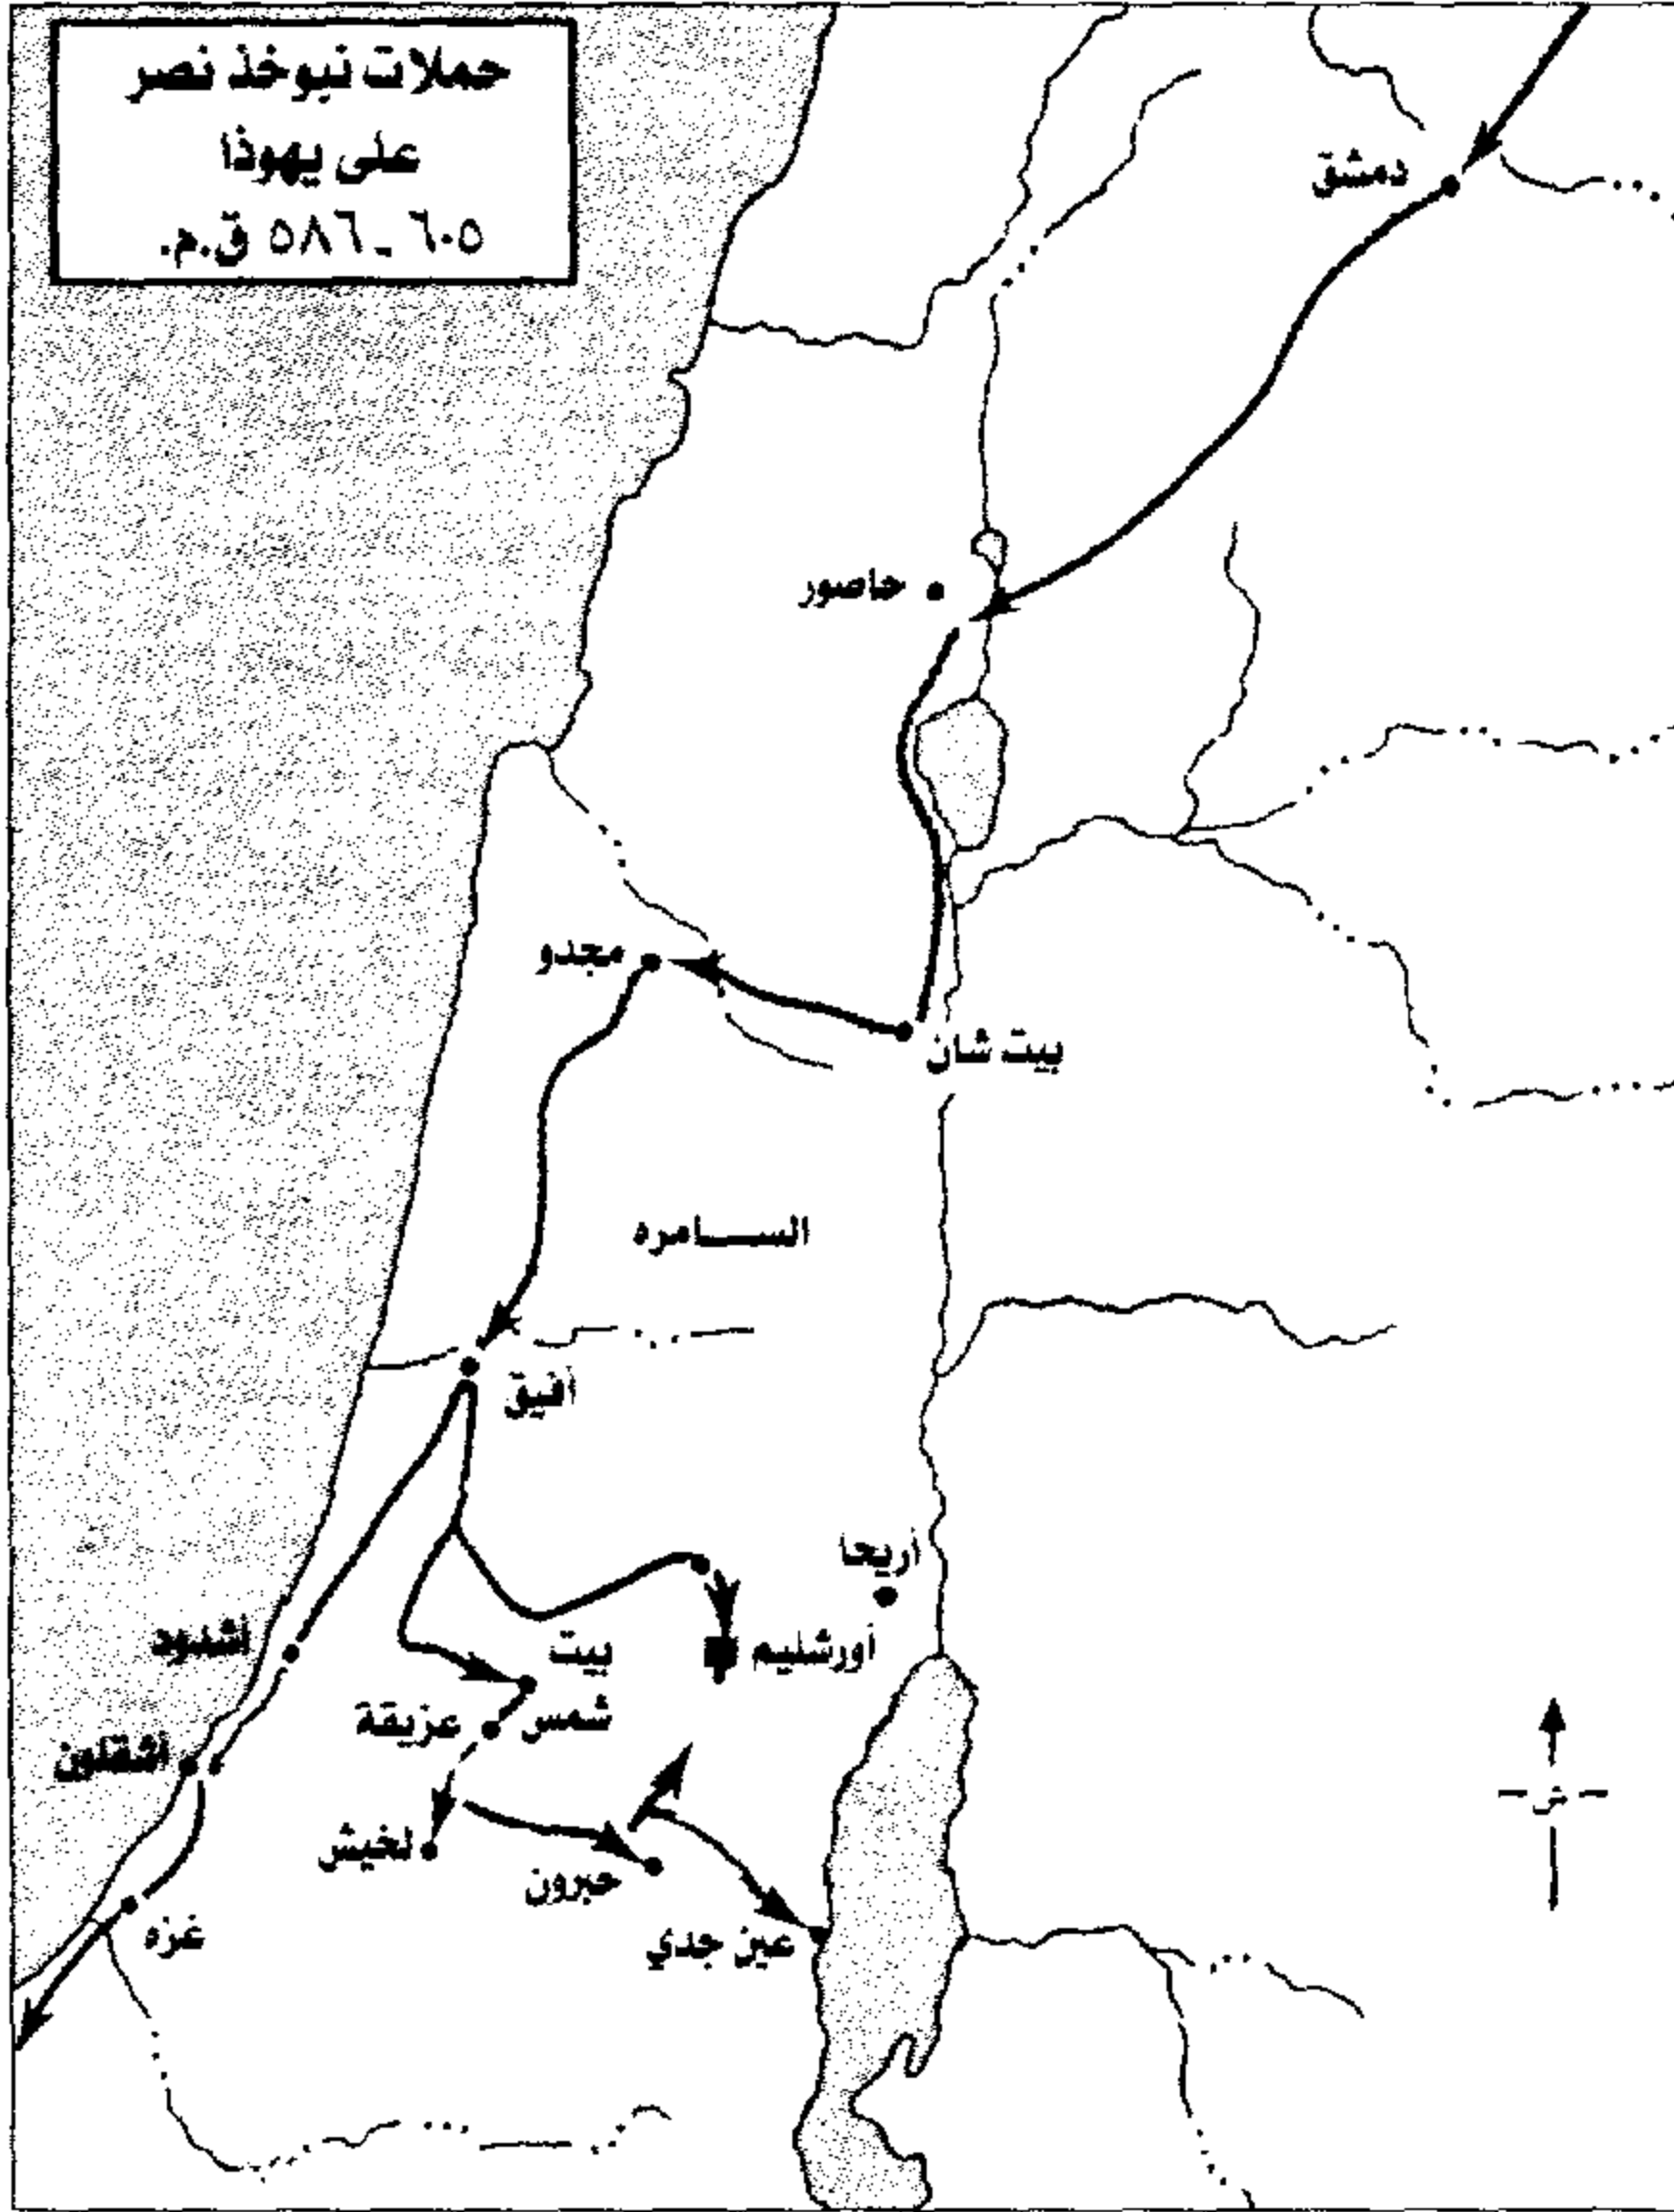 حملات نبوخذ نصر
على يهوذا
٦٠٥ ـ ٥٨٦ ق.م.
دمشق
حاصور
مجدو
بيت شان
السـامره
أفيق
أريحا
أشدود
بيت
شمس
أورشليم
عزيقة
أشقلون
ش
لخيش
حبرون
غزه
عين جدي